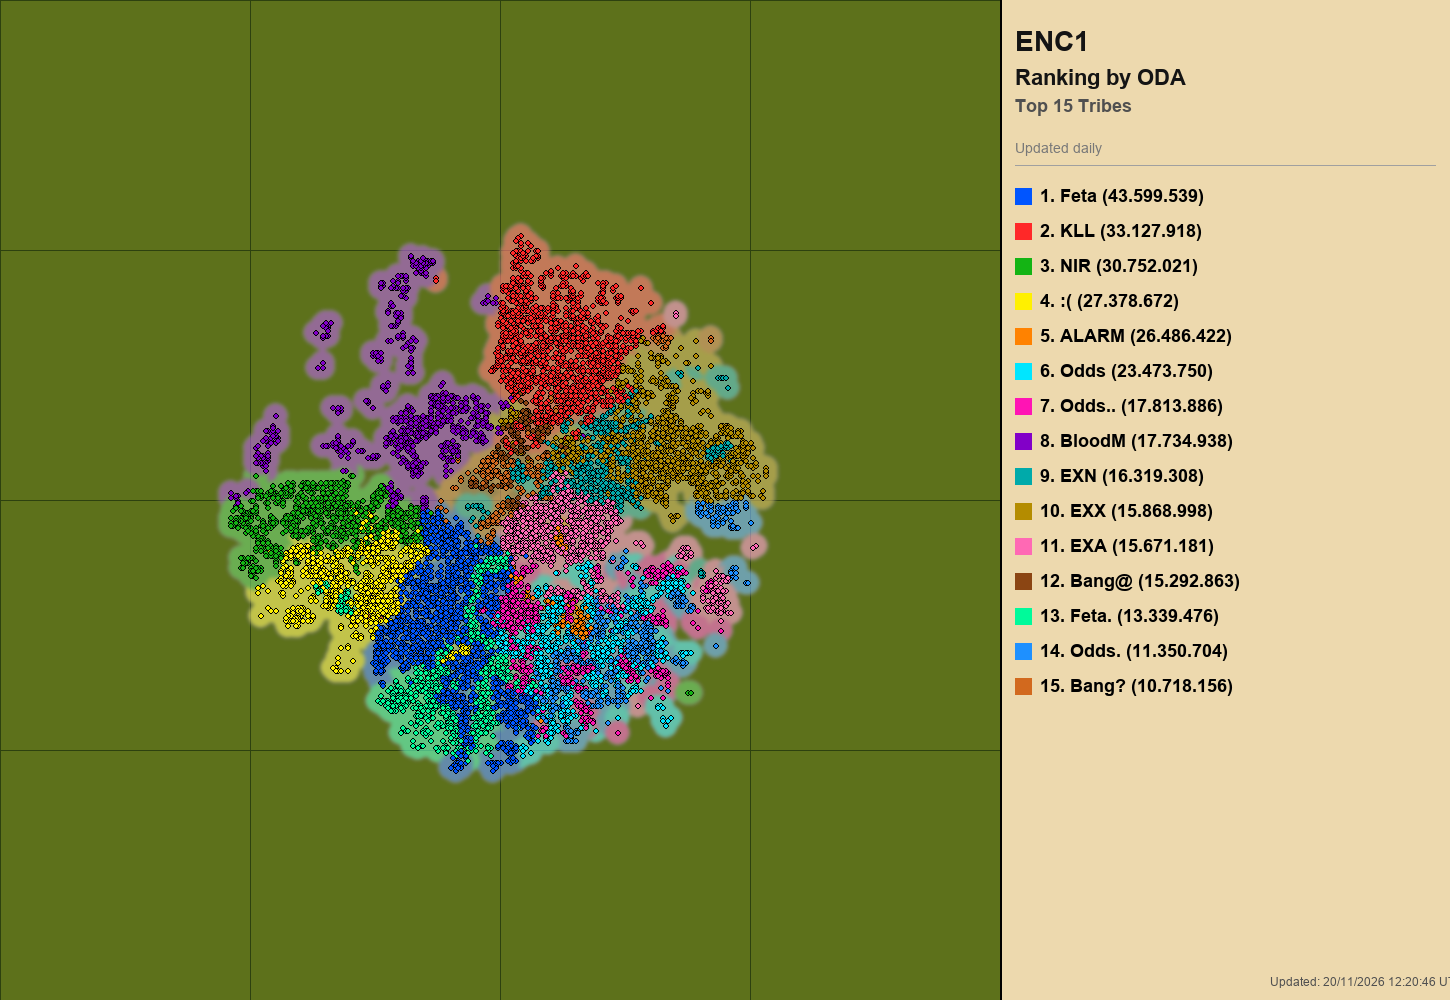 ENC1
Ranking by ODA
Top 15 Tribes
Updated daily
1. Feta (43.599.539)
2. KLL (33.127.918)
3. NIR (30.752.021)
4. :( (27.378.672)
5. ALARM (26.486.422)
6. Odds (23.473.750)
7. Odds.. (17.813.886)
8. BloodM (17.734.938)
9. EXN (16.319.308)
10. EXX (15.868.998)
11. EXA (15.671.181)
12. Bang@ (15.292.863)
13. Feta. (13.339.476)
14. Odds. (11.350.704)
15. Bang? (10.718.156)
Updated: 20/11/2026 12:20:46 U